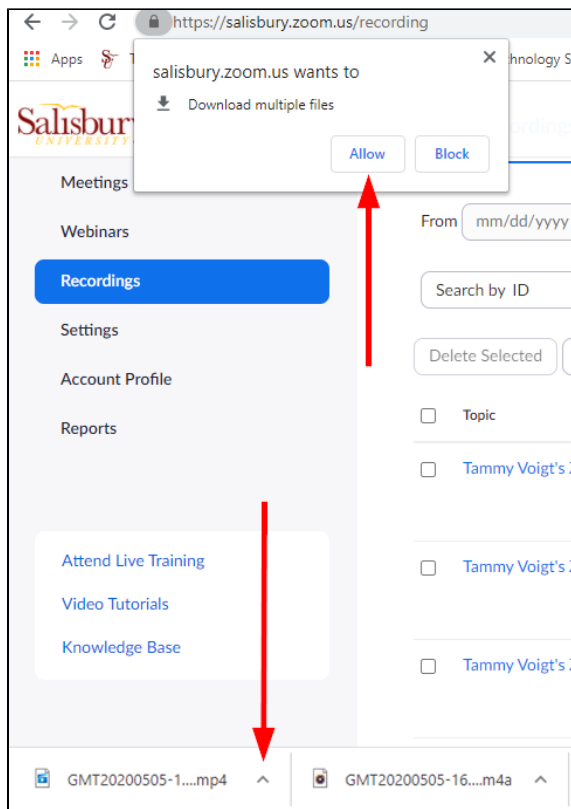 https://salisbury.zoom.us/recording
Apps
hnology S
salisbury.zoom.us wants to
Download multiple files
Allow
Block
Salisbur
UNIVERSITY
Meetings
Webinars
Recordings
Settings
Account Profile
Reports
From mm/dd/yyyy
Search by ID
Delete Selected
Topic
Tammy Voigt's
Tammy Voigt's
Tammy Voigt's
Attend Live Training
Video Tutorials
Knowledge Base
GMT20200505-1....mp4
GMT20200505-16....m4a